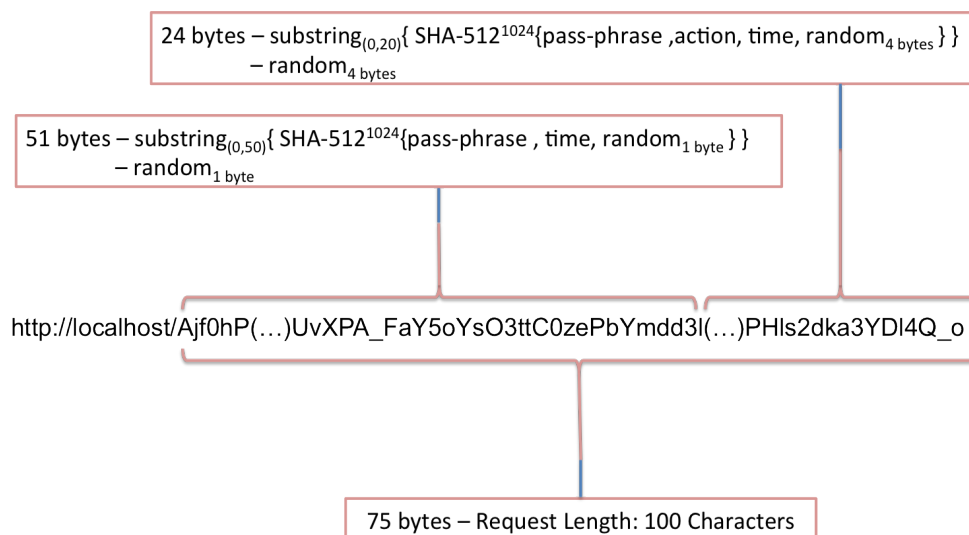 24 bytes – substring(0,20){ SHA-512^1024{pass-phrase ,action, time, random4 bytes } }
– random4 bytes
51 bytes – substring(0,50){ SHA-512^1024{pass-phrase , time, random1 byte } }
– random1 byte
http://localhost/Ajf0hP(…)UvXPA_FaY5oYsO3ttC0zePbYmdd3l(…)PHls2dka3YDl4Q_o
75 bytes – Request Length: 100 Characters